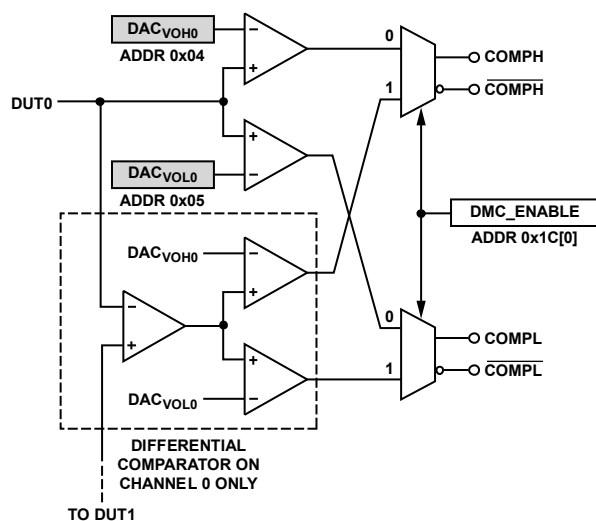 DAC_VOH0
ADDR 0x04
DUT0
DAC_VOL0
ADDR 0x05
−
+
+
−
0
1
COMPH
COMPH
DMC_ENABLE
ADDR 0x1C[0]
DAC_VOH0
−
+
−
+
+
−
DAC_VOL0
0
1
COMPL
COMPL
DIFFERENTIAL
COMPARATOR ON
CHANNEL 0 ONLY
TO DUT1